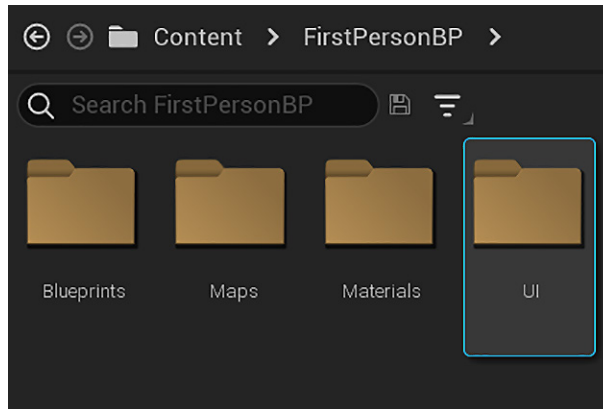 Content > FirstPersonBP >
Search FirstPersonBP
Blueprints Maps Materials UI